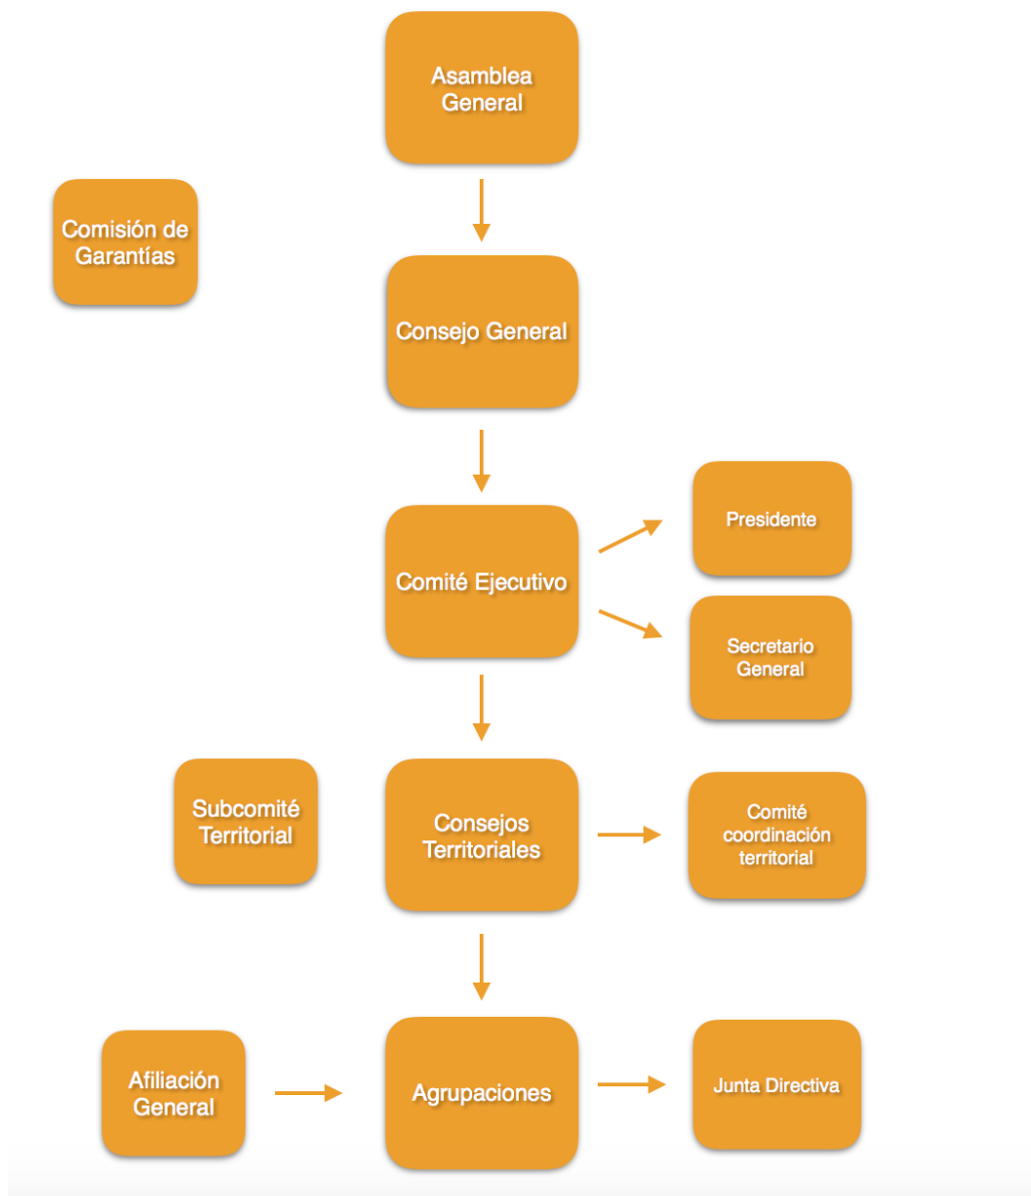 Asamblea
General
Comisión de
Garantías
Consejo General
Presidente
Comité Ejecutivo
Secretario
General
Subcomité
Territorial
Consejos
Territoriales
Comité
coordinación
territorial
Afiliación
General
Agrupaciones
Junta Directiva